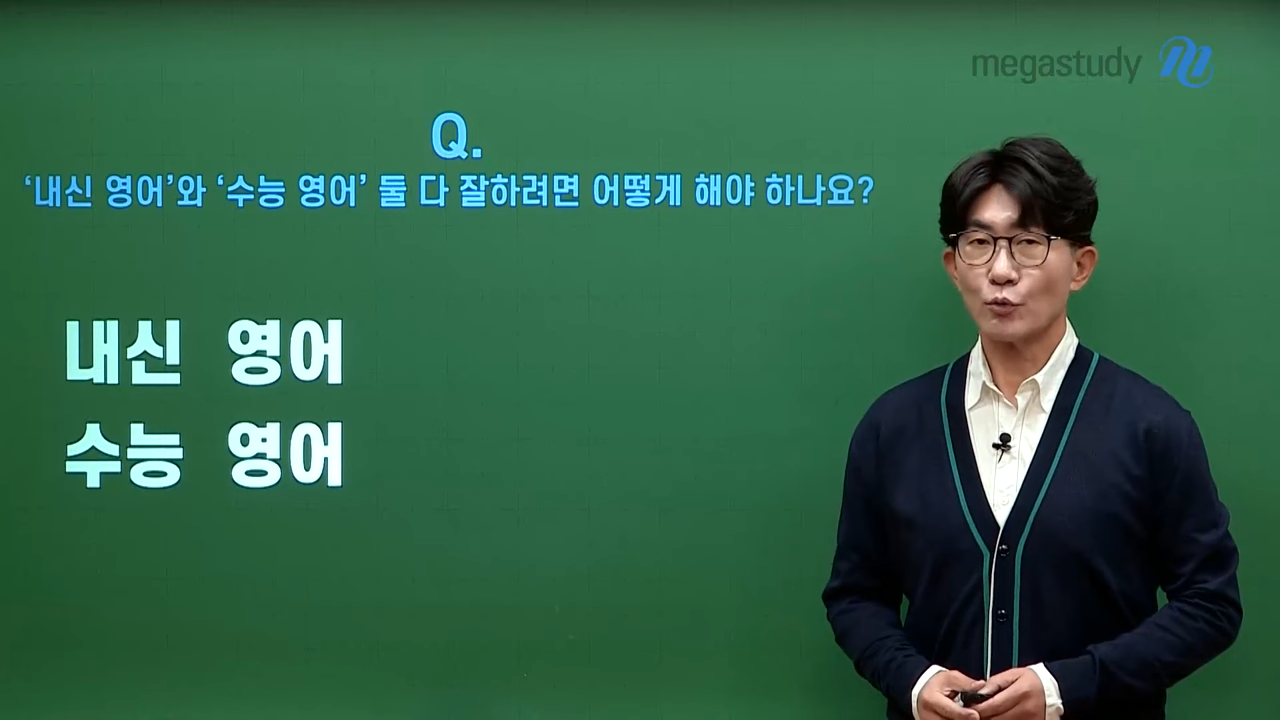 megastudy
Q.
‘내신 영어’와 ‘수능 영어’ 둘 다 잘하려면 어떻게 해야 하나요?
내신 영어
수능 영어